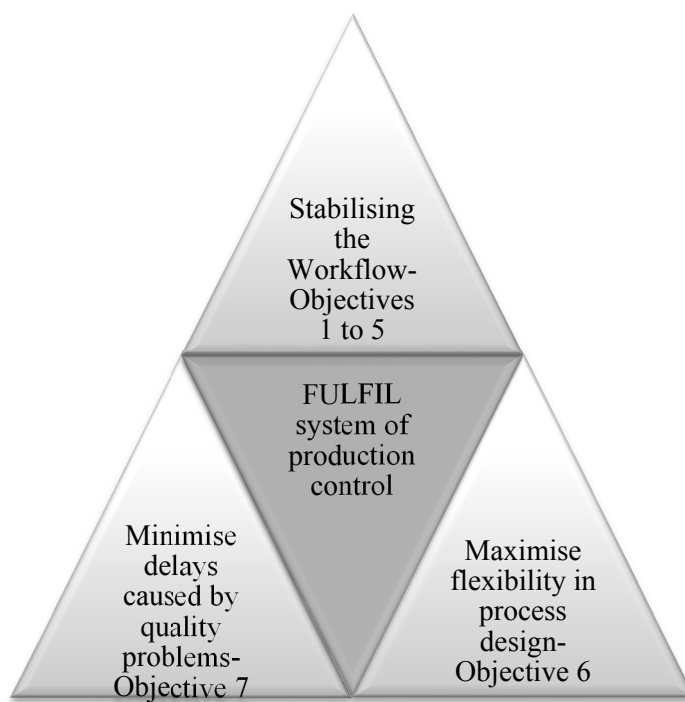 Stabilising
the
Workflow-
Objectives
1 to 5
FULFIL
system of
production
control
Minimise
delays
caused by
quality
problems-
Objective 7
Maximise
flexibility in
process
design-
Objective 6